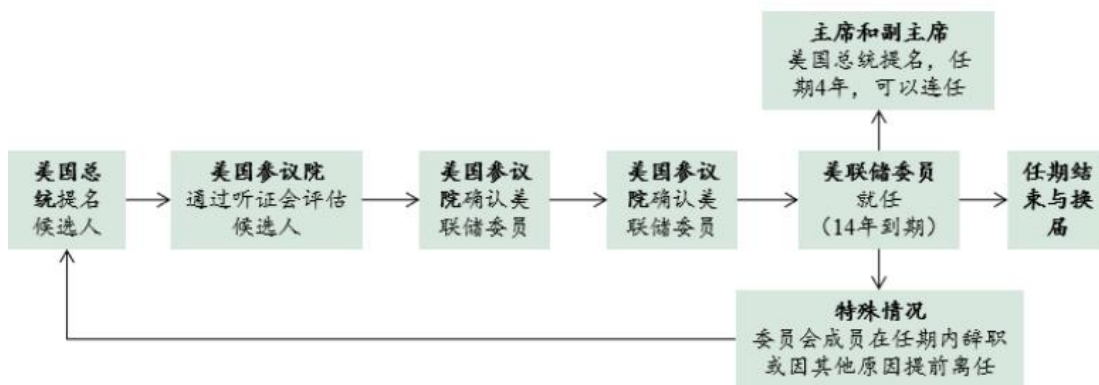 主席和副主席
美国总统提名，任
期4年，可以连任
美国总
统提名
候选人
美国参议院
通过听证会评估
候选人
美国参议
院确认美
联储委员
美国参议
院确认美
联储委员
美联储委员
就任
（14年到期）
任期结
束与换
届
特殊情况
委员会成员在任期内辞职
或因其他原因提前离任